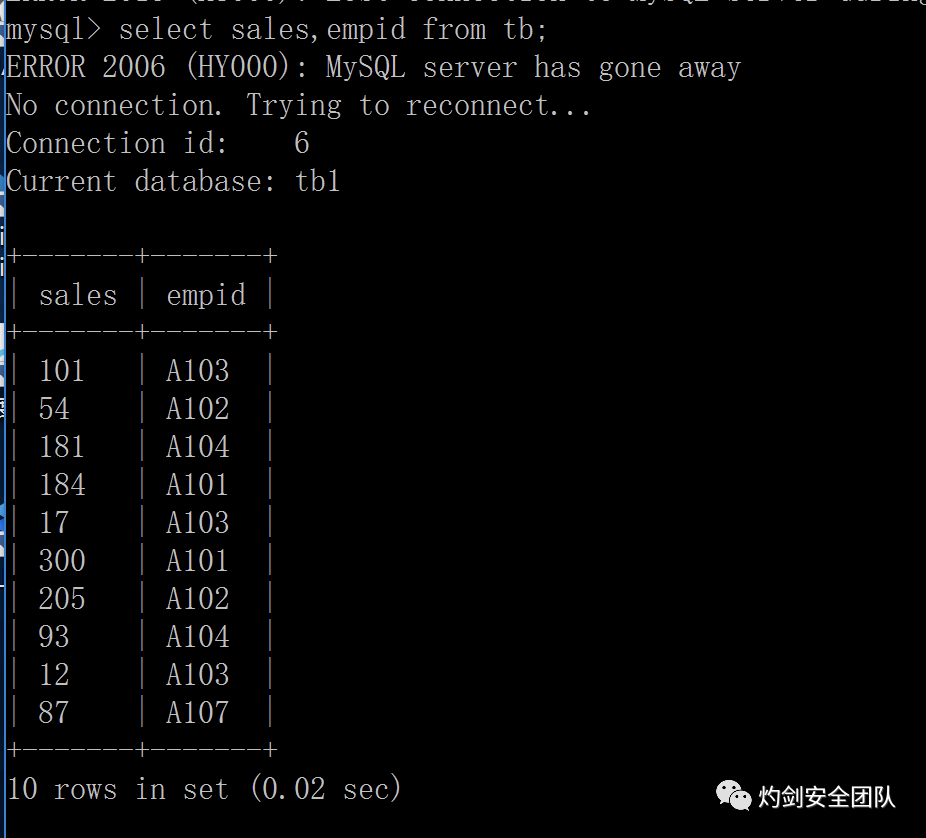 mysql> select sales,empid from tb;
ERROR 2006 (HY000): MySQL server has gone away
No connection. Trying to reconnect...
Connection id:    6
Current database: tb1
+-------+-------+
| sales | empid |
+-------+-------+
| 101   | A103  |
| 54    | A102  |
| 181   | A104  |
| 184   | A101  |
| 17    | A103  |
| 300   | A101  |
| 205   | A102  |
| 93    | A104  |
| 12    | A103  |
| 87    | A107  |
+-------+-------+
10 rows in set (0.02 sec)
灼剑安全团队